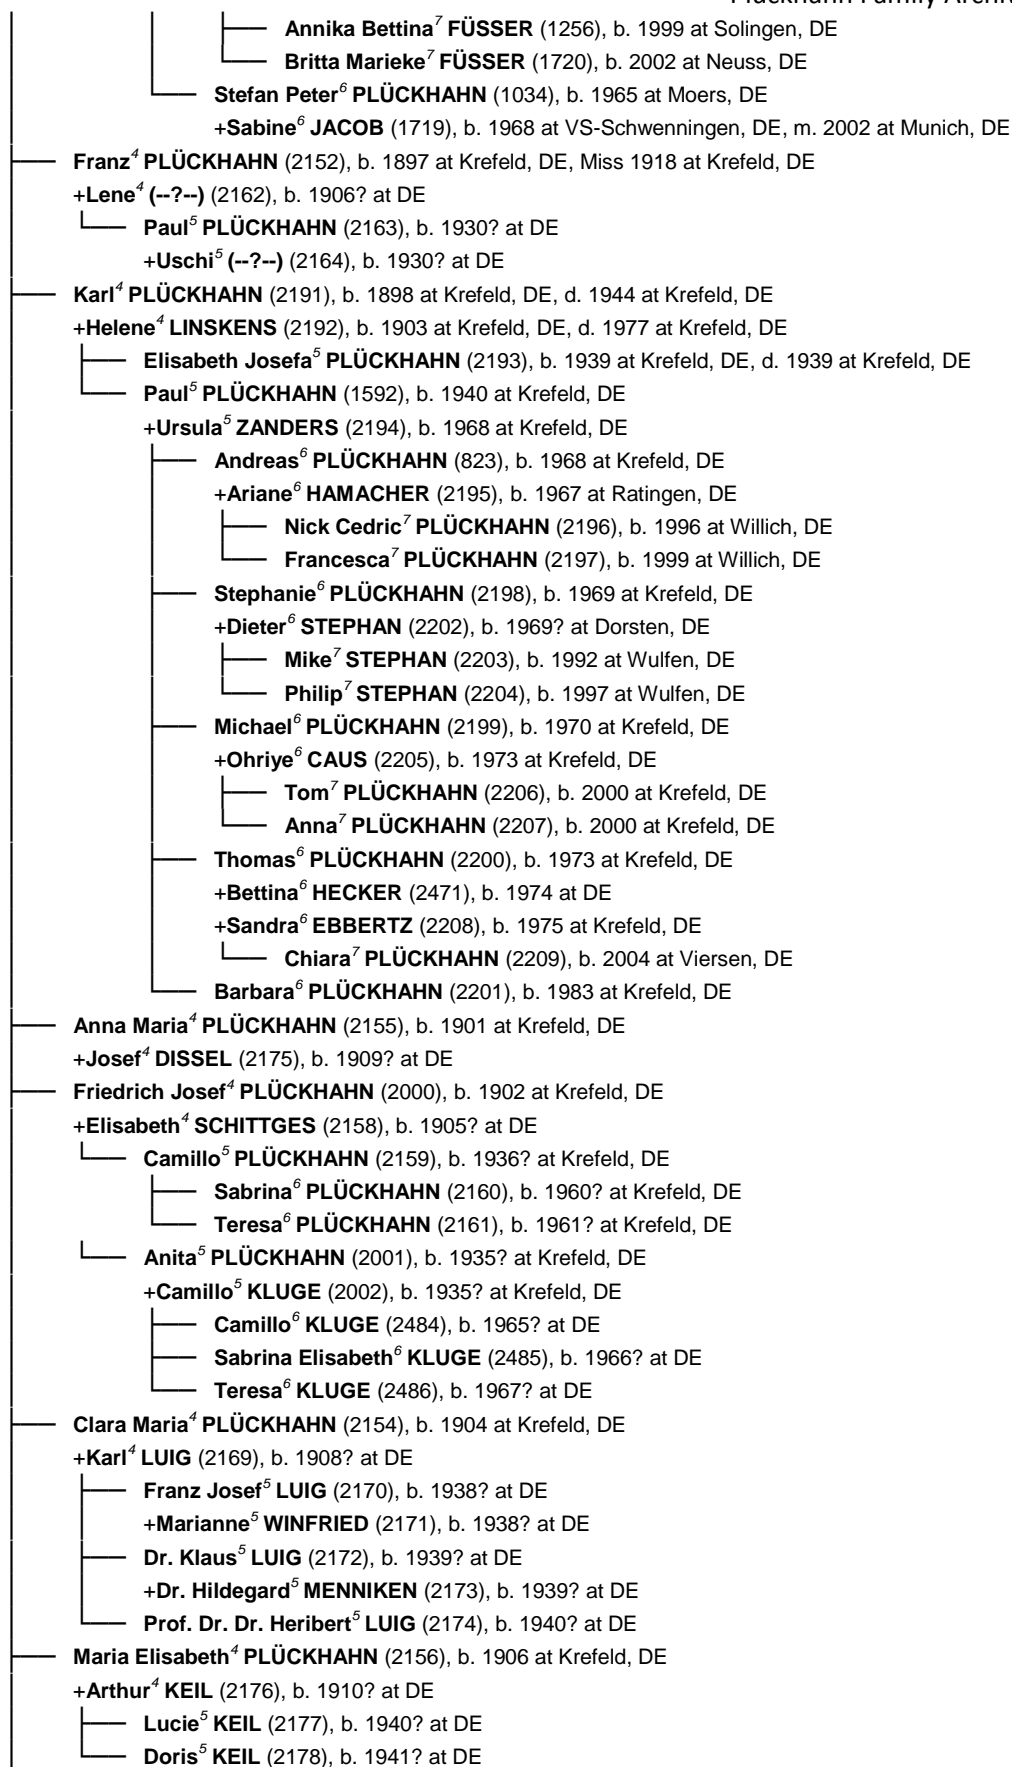 Annika Bettina⁷ FÜSSER (1256), b. 1999 at Solingen, DE
Britta Marieke⁷ FÜSSER (1720), b. 2002 at Neuss, DE
Stefan Peter⁶ PLÜCKHAHN (1034), b. 1965 at Moers, DE
+Sabine⁶ JACOB (1719), b. 1968 at VS-Schwenningen, DE, m. 2002 at Munich, DE
Franz⁴ PLÜCKHAHN (2152), b. 1897 at Krefeld, DE, Miss 1918 at Krefeld, DE
+Lene⁴ (--?--) (2162), b. 1906? at DE
Paul⁵ PLÜCKHAHN (2163), b. 1930? at DE
+Uschi⁵ (--?--) (2164), b. 1930? at DE
Karl⁴ PLÜCKHAHN (2191), b. 1898 at Krefeld, DE, d. 1944 at Krefeld, DE
+Helene⁴ LINSKENS (2192), b. 1903 at Krefeld, DE, d. 1977 at Krefeld, DE
Elisabeth Josefa⁵ PLÜCKHAHN (2193), b. 1939 at Krefeld, DE, d. 1939 at Krefeld, DE
Paul⁵ PLÜCKHAHN (1592), b. 1940 at Krefeld, DE
+Ursula⁵ ZANDERS (2194), b. 1968 at Krefeld, DE
Andreas⁶ PLÜCKHAHN (823), b. 1968 at Krefeld, DE
+Ariane⁶ HAMACHER (2195), b. 1967 at Ratingen, DE
Nick Cedric⁷ PLÜCKHAHN (2196), b. 1996 at Willich, DE
Francesca⁷ PLÜCKHAHN (2197), b. 1999 at Willich, DE
Stephanie⁶ PLÜCKHAHN (2198), b. 1969 at Krefeld, DE
+Dieter⁶ STEPHAN (2202), b. 1969? at Dorsten, DE
Mike⁷ STEPHAN (2203), b. 1992 at Wulfen, DE
Philip⁷ STEPHAN (2204), b. 1997 at Wulfen, DE
Michael⁶ PLÜCKHAHN (2199), b. 1970 at Krefeld, DE
+Ohriye⁶ CAUS (2205), b. 1973 at Krefeld, DE
Tom⁷ PLÜCKHAHN (2206), b. 2000 at Krefeld, DE
Anna⁷ PLÜCKHAHN (2207), b. 2000 at Krefeld, DE
Thomas⁶ PLÜCKHAHN (2200), b. 1973 at Krefeld, DE
+Bettina⁶ HECKER (2471), b. 1974 at DE
+Sandra⁶ EBBERTZ (2208), b. 1975 at Krefeld, DE
Chiara⁷ PLÜCKHAHN (2209), b. 2004 at Viersen, DE
Barbara⁶ PLÜCKHAHN (2201), b. 1983 at Krefeld, DE
Anna Maria⁴ PLÜCKHAHN (2155), b. 1901 at Krefeld, DE
+Josef⁴ DISSEL (2175), b. 1909? at DE
Friedrich Josef⁴ PLÜCKHAHN (2000), b. 1902 at Krefeld, DE
+Elisabeth⁴ SCHITTGES (2158), b. 1905? at DE
Camillo⁵ PLÜCKHAHN (2159), b. 1936? at Krefeld, DE
Sabrina⁶ PLÜCKHAHN (2160), b. 1960? at Krefeld, DE
Teresa⁶ PLÜCKHAHN (2161), b. 1961? at Krefeld, DE
Anita⁵ PLÜCKHAHN (2001), b. 1935? at Krefeld, DE
+Camillo⁵ KLUGE (2002), b. 1935? at Krefeld, DE
Camillo⁶ KLUGE (2484), b. 1965? at DE
Sabrina Elisabeth⁶ KLUGE (2485), b. 1966? at DE
Teresa⁶ KLUGE (2486), b. 1967? at DE
Clara Maria⁴ PLÜCKHAHN (2154), b. 1904 at Krefeld, DE
+Karl⁴ LUIG (2169), b. 1908? at DE
Franz Josef⁵ LUIG (2170), b. 1938? at DE
+Marianne⁵ WINFRIED (2171), b. 1938? at DE
Dr. Klaus⁵ LUIG (2172), b. 1939? at DE
+Dr. Hildegard⁵ MENNIKEN (2173), b. 1939? at DE
Prof. Dr. Dr. Heribert⁵ LUIG (2174), b. 1940? at DE
Maria Elisabeth⁴ PLÜCKHAHN (2156), b. 1906 at Krefeld, DE
+Arthur⁴ KEIL (2176), b. 1910? at DE
Lucie⁵ KEIL (2177), b. 1940? at DE
Doris⁵ KEIL (2178), b. 1941? at DE